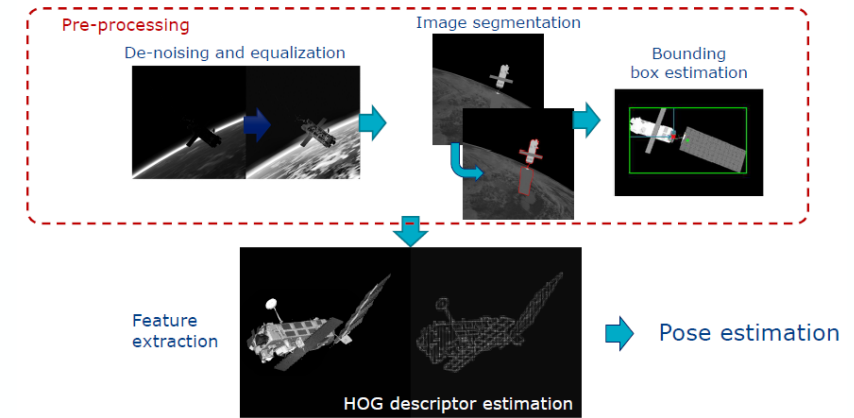 Pre-processing
De-noising and equalization
Image segmentation
Bounding
box estimation
Feature
extraction
HOG descriptor estimation
Pose estimation